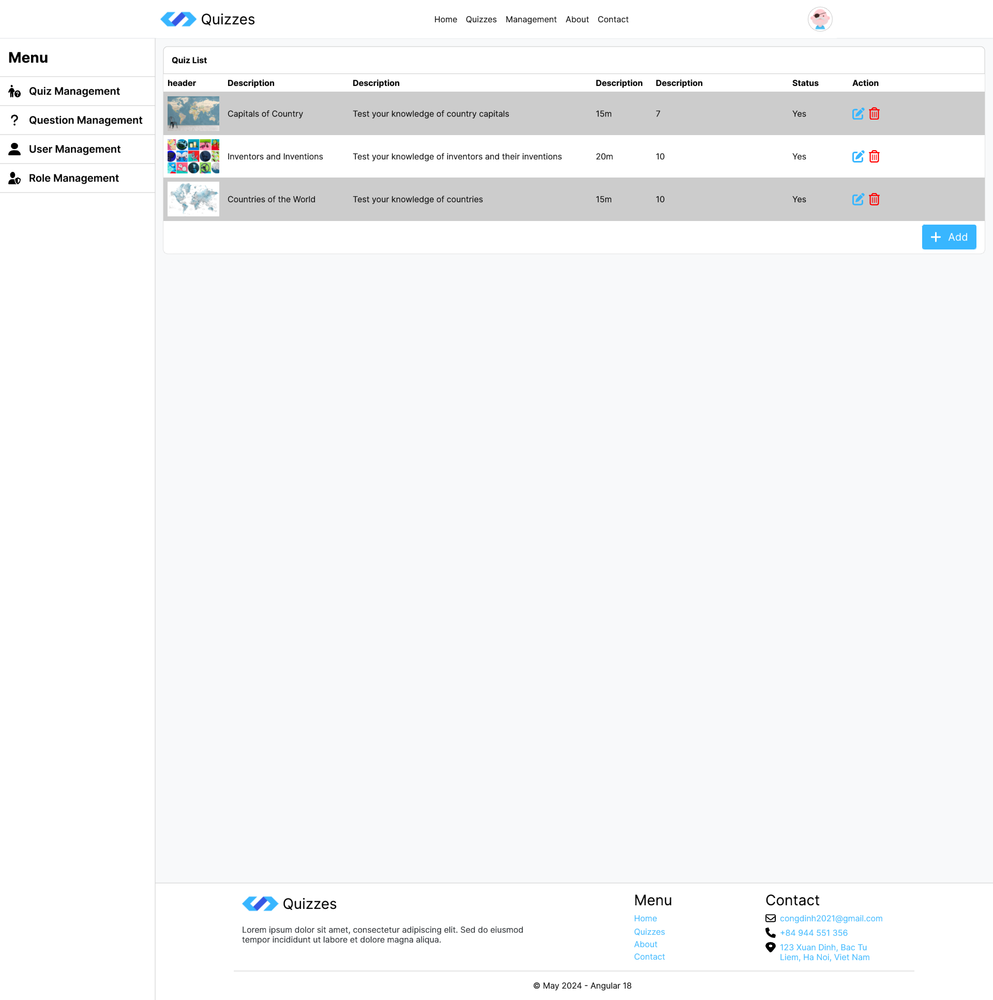 Quizzes
Home Quizzes Management About Contact
Menu
Quiz Management
Question Management
User Management
Role Management
Quiz List
header Description Description Description Description Status Action
Capitals of Country Test your knowledge of country capitals 15m 7 Yes
Inventors and Inventions Test your knowledge of inventors and their inventions 20m 10 Yes
Countries of the World Test your knowledge of countries 15m 10 Yes
Add
Quizzes
Lorem ipsum dolor sit amet, consectetur adipiscing elit. Sed do eiusmod
tempor incididunt ut labore et dolore magna aliqua.
Menu
Home
Quizzes
About
Contact
Contact
congdinh2021@gmail.com
+84 944 551 356
123 Xuan Dinh, Bac Tu
Liem, Ha Noi, Viet Nam
© May 2024 - Angular 18